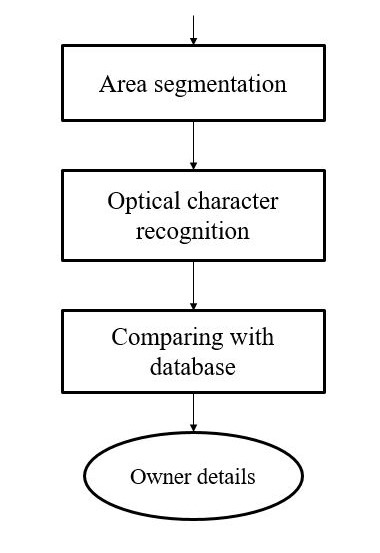 Area segmentation
Optical character
recognition
Comparing with
database
Owner details